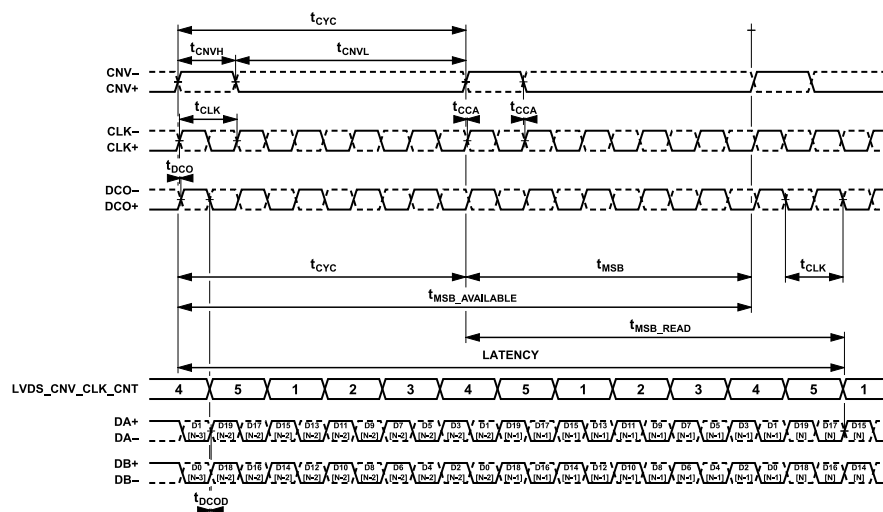 tCYC
tCNVH
tCNVL
CNV–
CNV+
tCLK
tCCA
tCCA
CLK–
CLK+
tDCO
DCO–
DCO+
tCYC
tMSB
tCLK
tMSB_AVAILABLE
tMSB_READ
LATENCY
LVDS_CNV_CLK_CNT 4 5 1 2 3 4 5 1 2 3 4 5 1
DA+
DA–
D1 D19 D17 D15 D13 D11 D9 D7 D5 D3 D1 D19 D17 D15 D13 D11 D9 D7 D5 D3 D1 D19 D17 D15
[N-3] [N-2] [N-2] [N-2] [N-2] [N-2] [N-2] [N-2] [N-2] [N-2] [N-2] [N-1] [N-1] [N-1] [N-1] [N-1] [N-1] [N-1] [N-1] [N-1] [N-1] [N] [N] [N]
DB+
DB–
D0 D18 D16 D14 D12 D10 D8 D6 D4 D2 D0 D18 D16 D14 D12 D10 D8 D6 D4 D2 D0 D18 D16 D14
[N-3] [N-2] [N-2] [N-2] [N-2] [N-2] [N-2] [N-2] [N-2] [N-2] [N-2] [N-1] [N-1] [N-1] [N-1] [N-1] [N-1] [N-1] [N-1] [N-1] [N-1] [N] [N] [N]
tDCOD